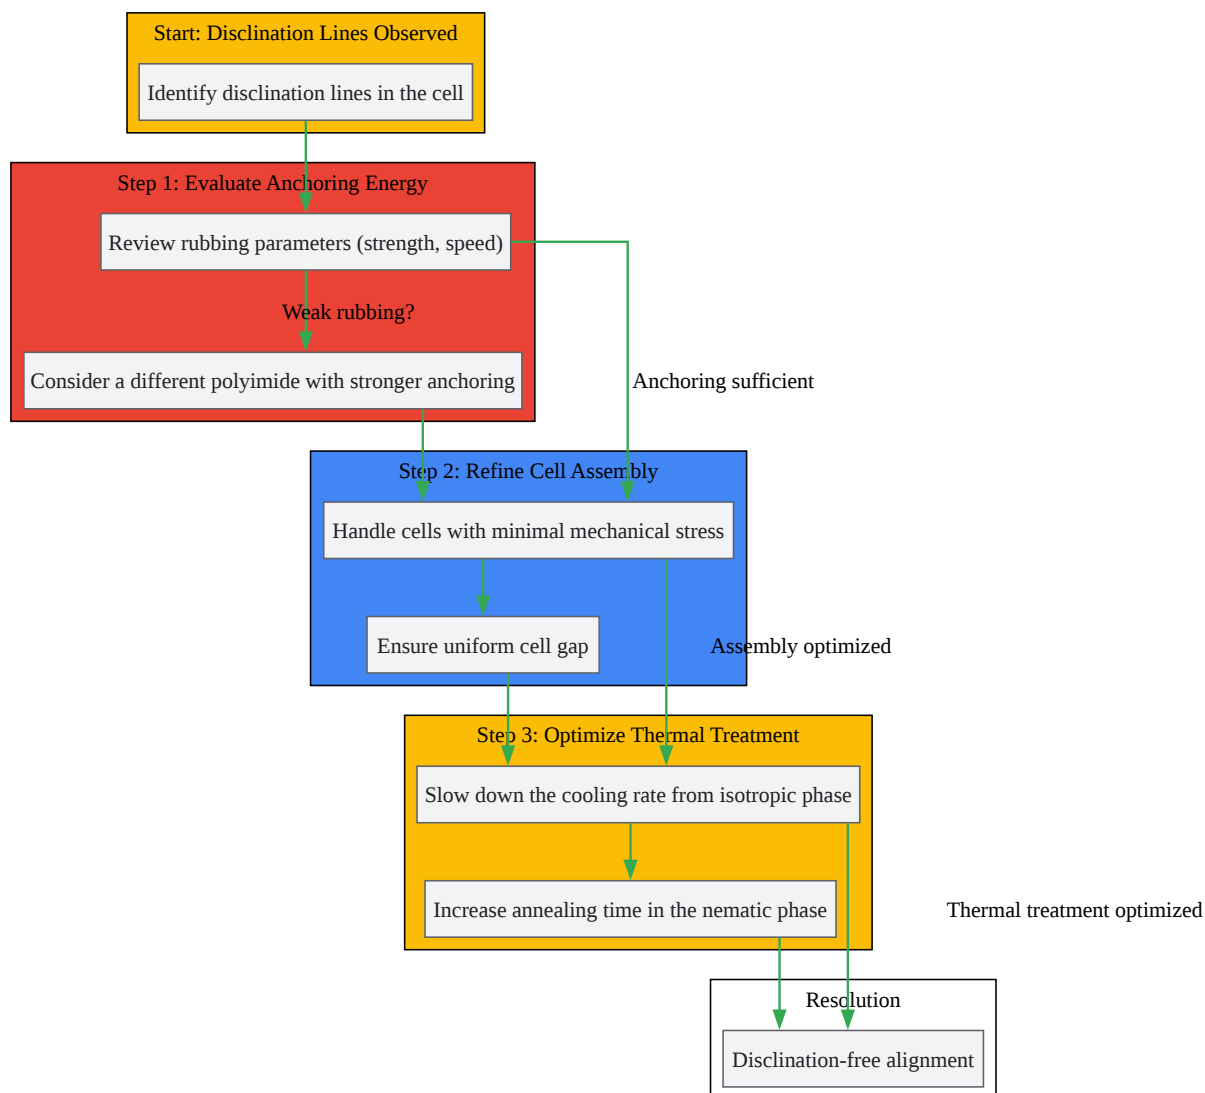 Start: Disclination Lines Observed
Identify disclination lines in the cell
Step 1: Evaluate Anchoring Energy
Review rubbing parameters (strength, speed)
Weak rubbing?
Consider a different polyimide with stronger anchoring
Anchoring sufficient
Step 2: Refine Cell Assembly
Handle cells with minimal mechanical stress
Ensure uniform cell gap
Assembly optimized
Step 3: Optimize Thermal Treatment
Slow down the cooling rate from isotropic phase
Increase annealing time in the nematic phase
Thermal treatment optimized
Resolution
Disclination-free alignment